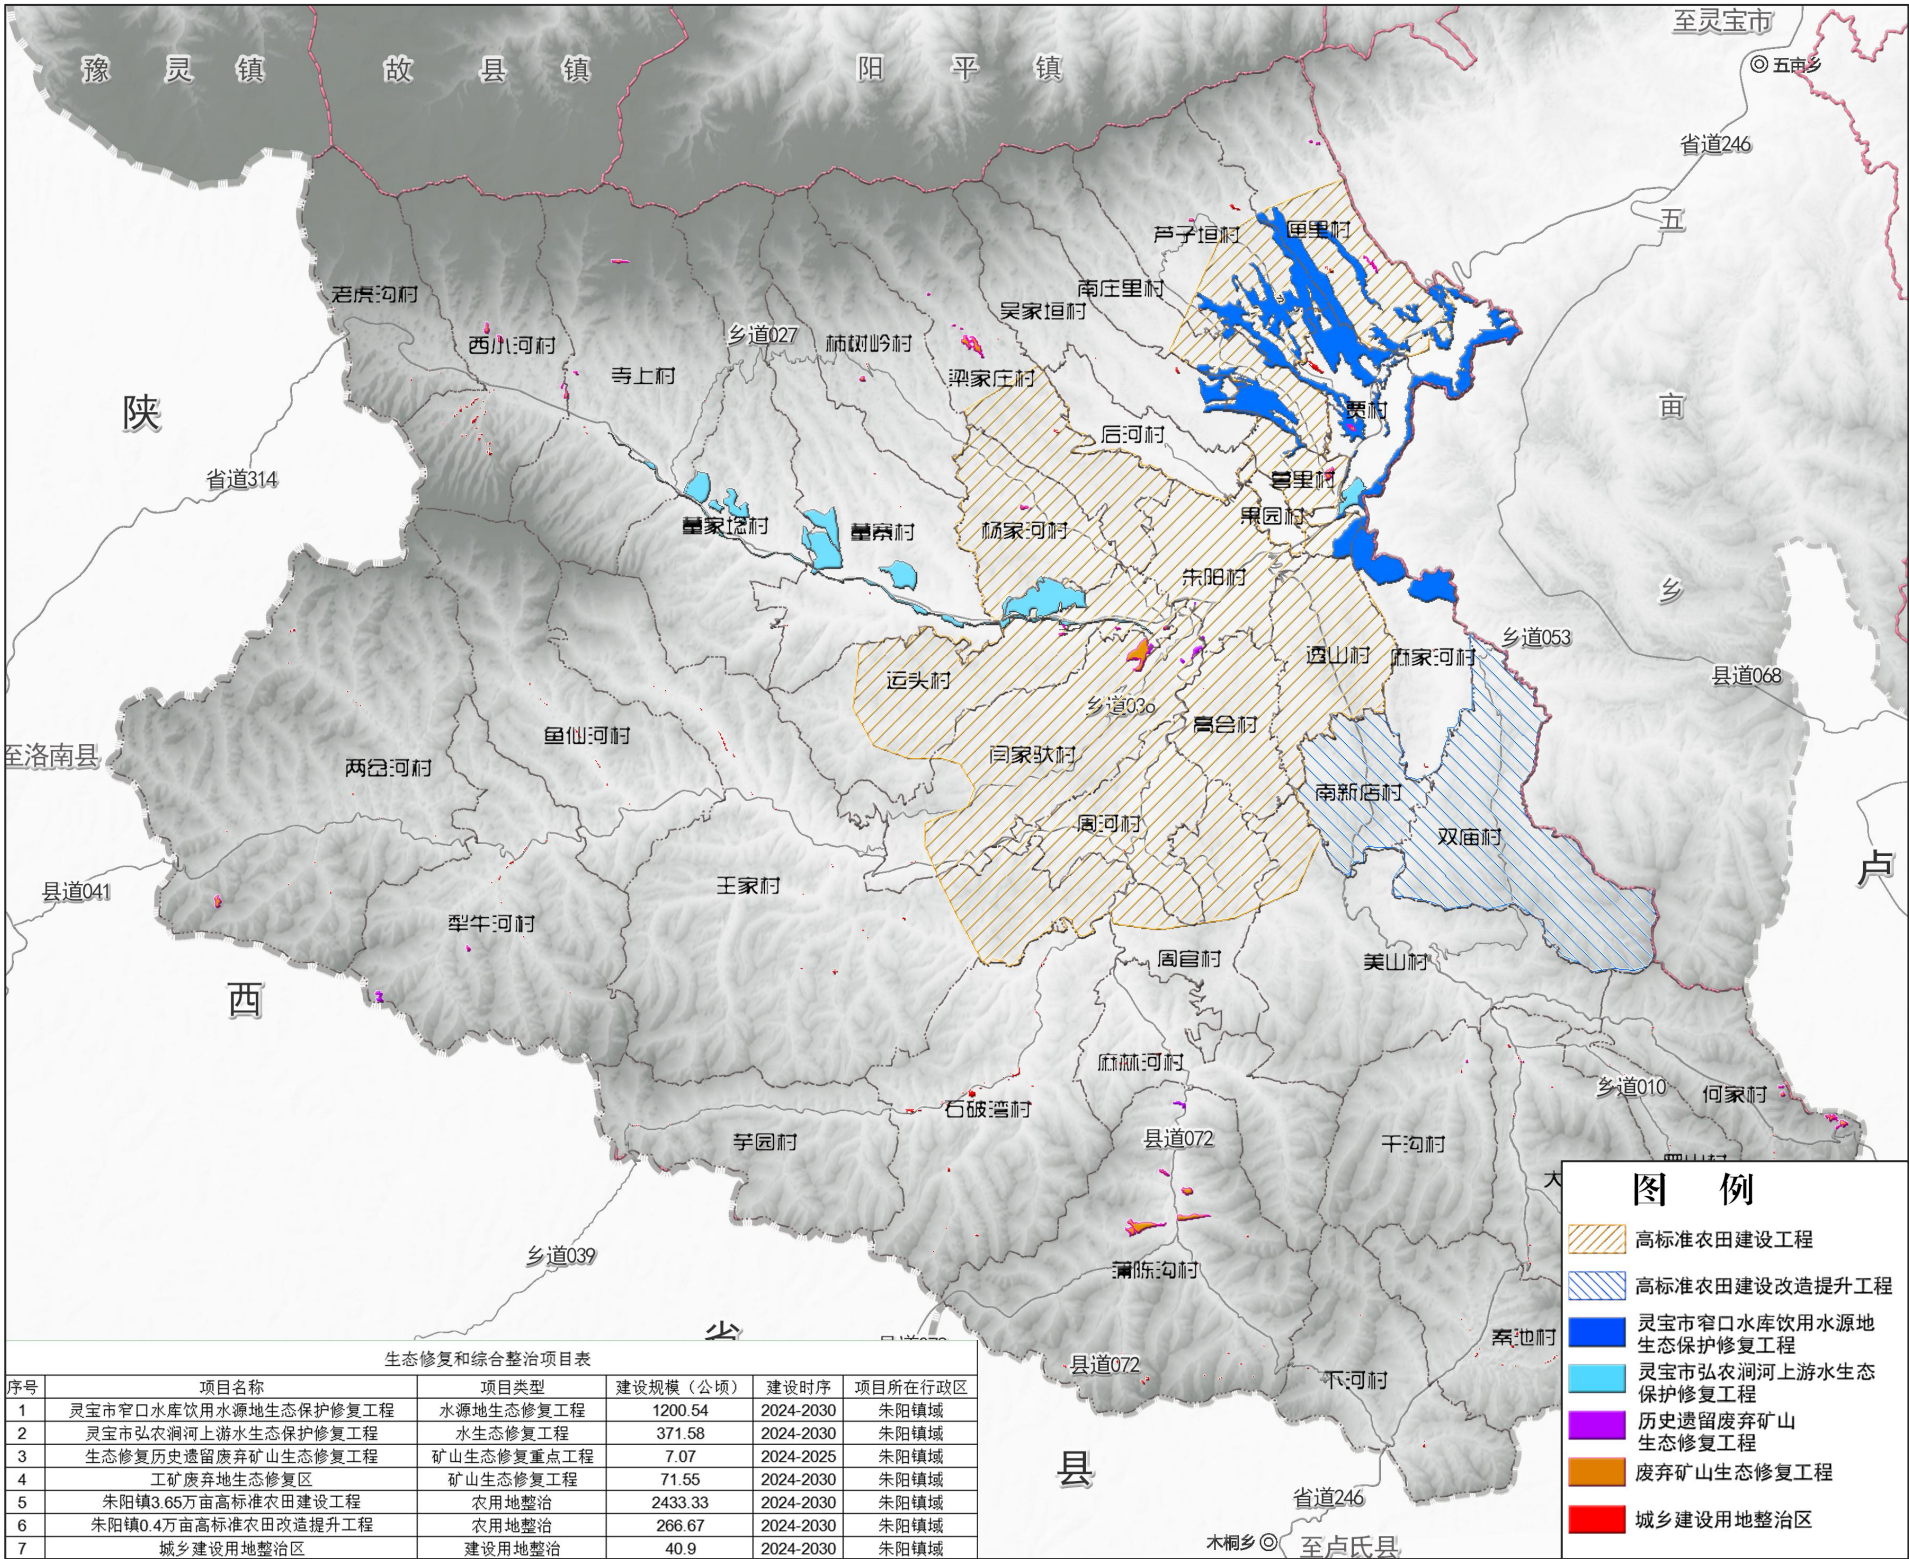 豫灵镇
故县镇
阳平镇
至灵宝市
五亩乡
省道246
五
亩
乡
芦子垣村
匣里村
老虎沟村
南庄里村
吴家垣村
西小河村
乡道027
柿树岭村
寺上村
梁家庄村
陕
贾村
后河村
省道314
营里村
董家埝村
董寨村
杨家河村
果园村
朱阳村
乡道053
运头村
透山村
麻家河村
县道068
乡道036
高会村
至洛南县
鱼仙河村
两岔河村
闫家驮村
南新店村
周河村
双庙村
卢
县道041
王家村
犁牛河村
周官村
美山村
西
麻林河村
乡道010
何家村
石破湾村
芋园村
县道072
干沟村
大
乡道039
蒲陈沟村
省
秦池村
县道072
下河村
县
省道246
木桐乡
至卢氏县
图 例
高标准农田建设工程
高标准农田建设改造提升工程
灵宝市窄口水库饮用水源地
生态保护修复工程
灵宝市弘农涧河上游水生态
保护修复工程
历史遗留废弃矿山
生态修复工程
废弃矿山生态修复工程
城乡建设用地整治区
生态修复和综合整治项目表
序号 项目名称 项目类型 建设规模（公顷） 建设时序 项目所在行政区
1 灵宝市窄口水库饮用水源地生态保护修复工程 水源地生态修复工程 1200.54 2024-2030 朱阳镇域
2 灵宝市弘农涧河上游水生态保护修复工程 水生态修复工程 371.58 2024-2030 朱阳镇域
3 生态修复历史遗留废弃矿山生态修复工程 矿山生态修复重点工程 7.07 2024-2025 朱阳镇域
4 工矿废弃地生态修复区 矿山生态修复工程 71.55 2024-2030 朱阳镇域
5 朱阳镇3.65万亩高标准农田建设工程 农用地整治 2433.33 2024-2030 朱阳镇域
6 朱阳镇0.4万亩高标准农田改造提升工程 农用地整治 266.67 2024-2030 朱阳镇域
7 城乡建设用地整治区 建设用地整治 40.9 2024-2030 朱阳镇域